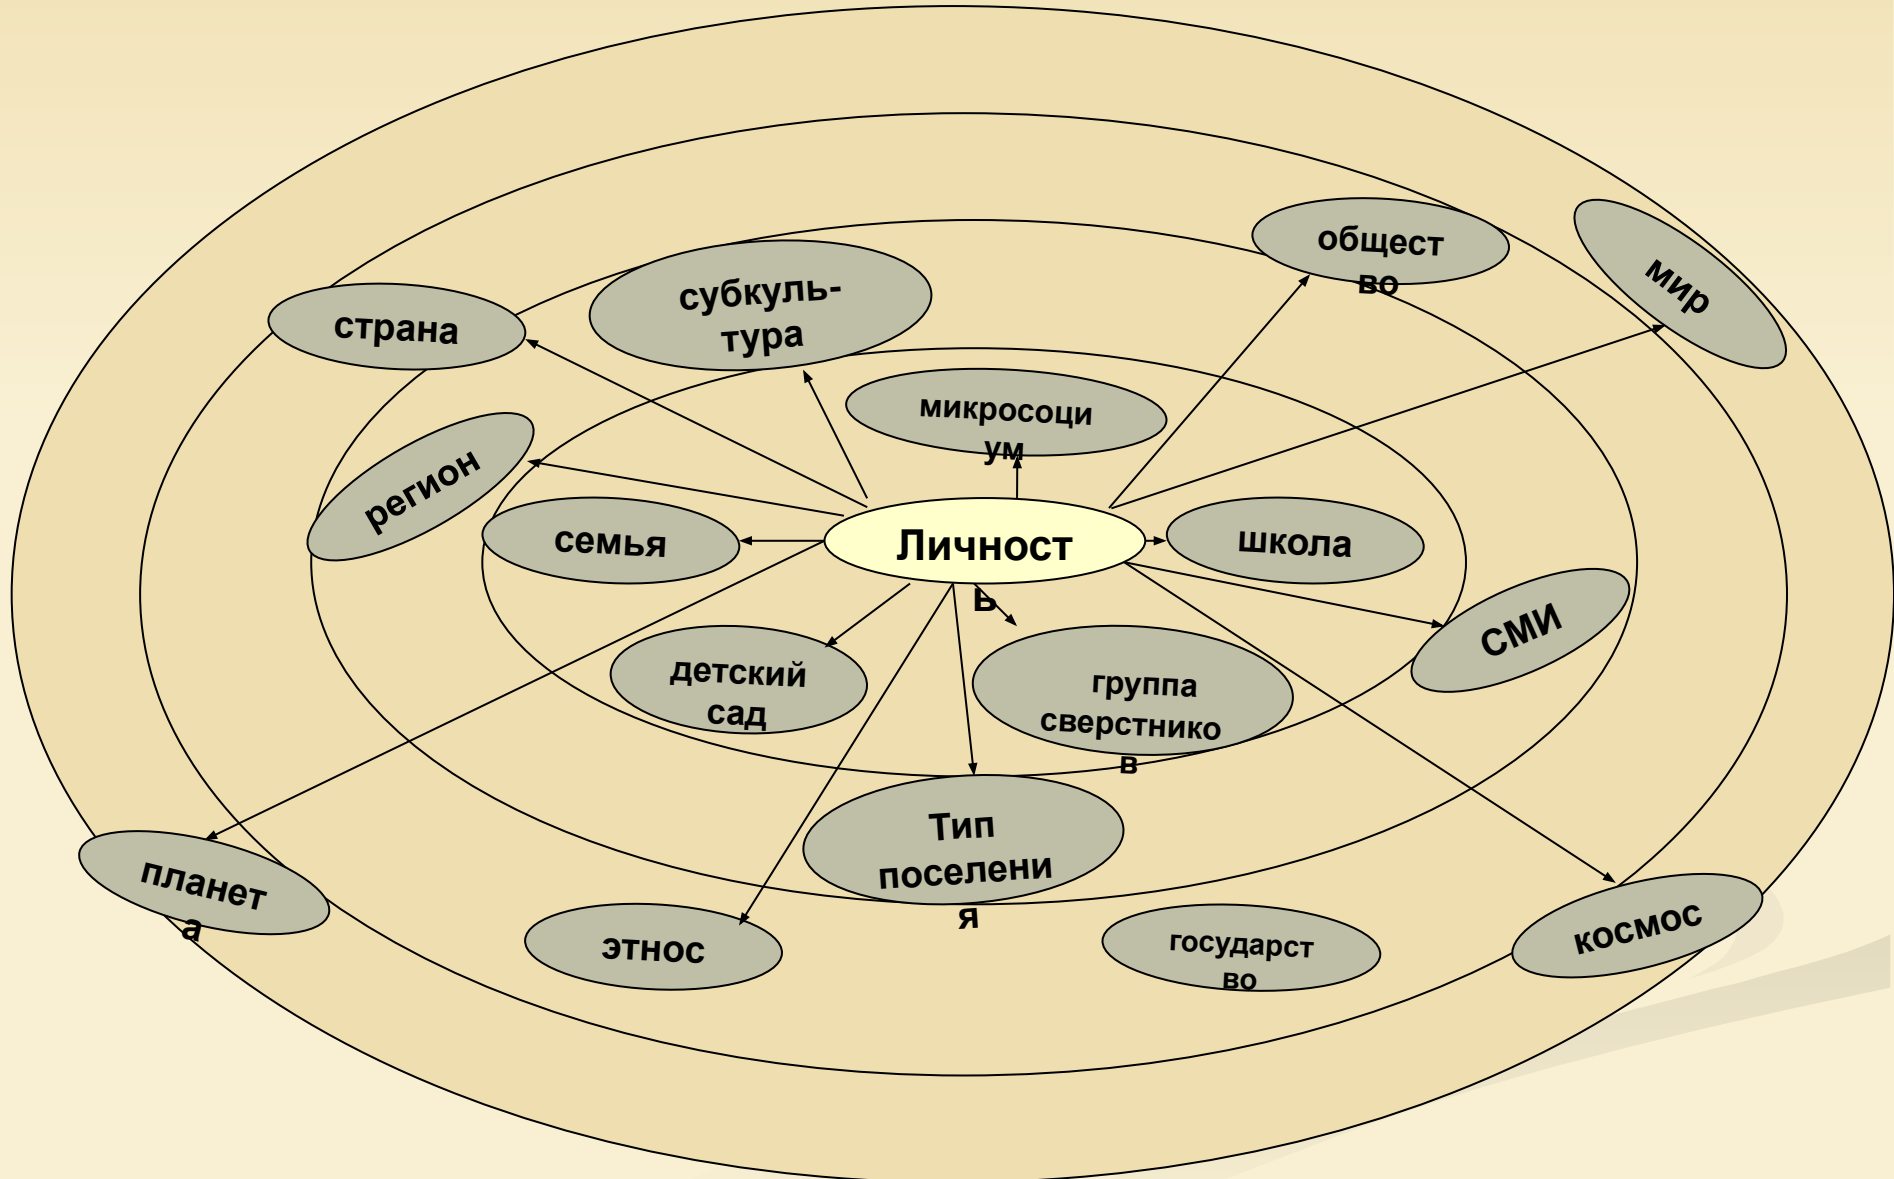 общест
во
мир
субкуль-
тура
страна
микросоци
ум
регион
семья
Личност
ь
школа
СМИ
детский
сад
группа
сверстнико
в
Тип
поселени
я
планет
а
этнос
государст
во
космос